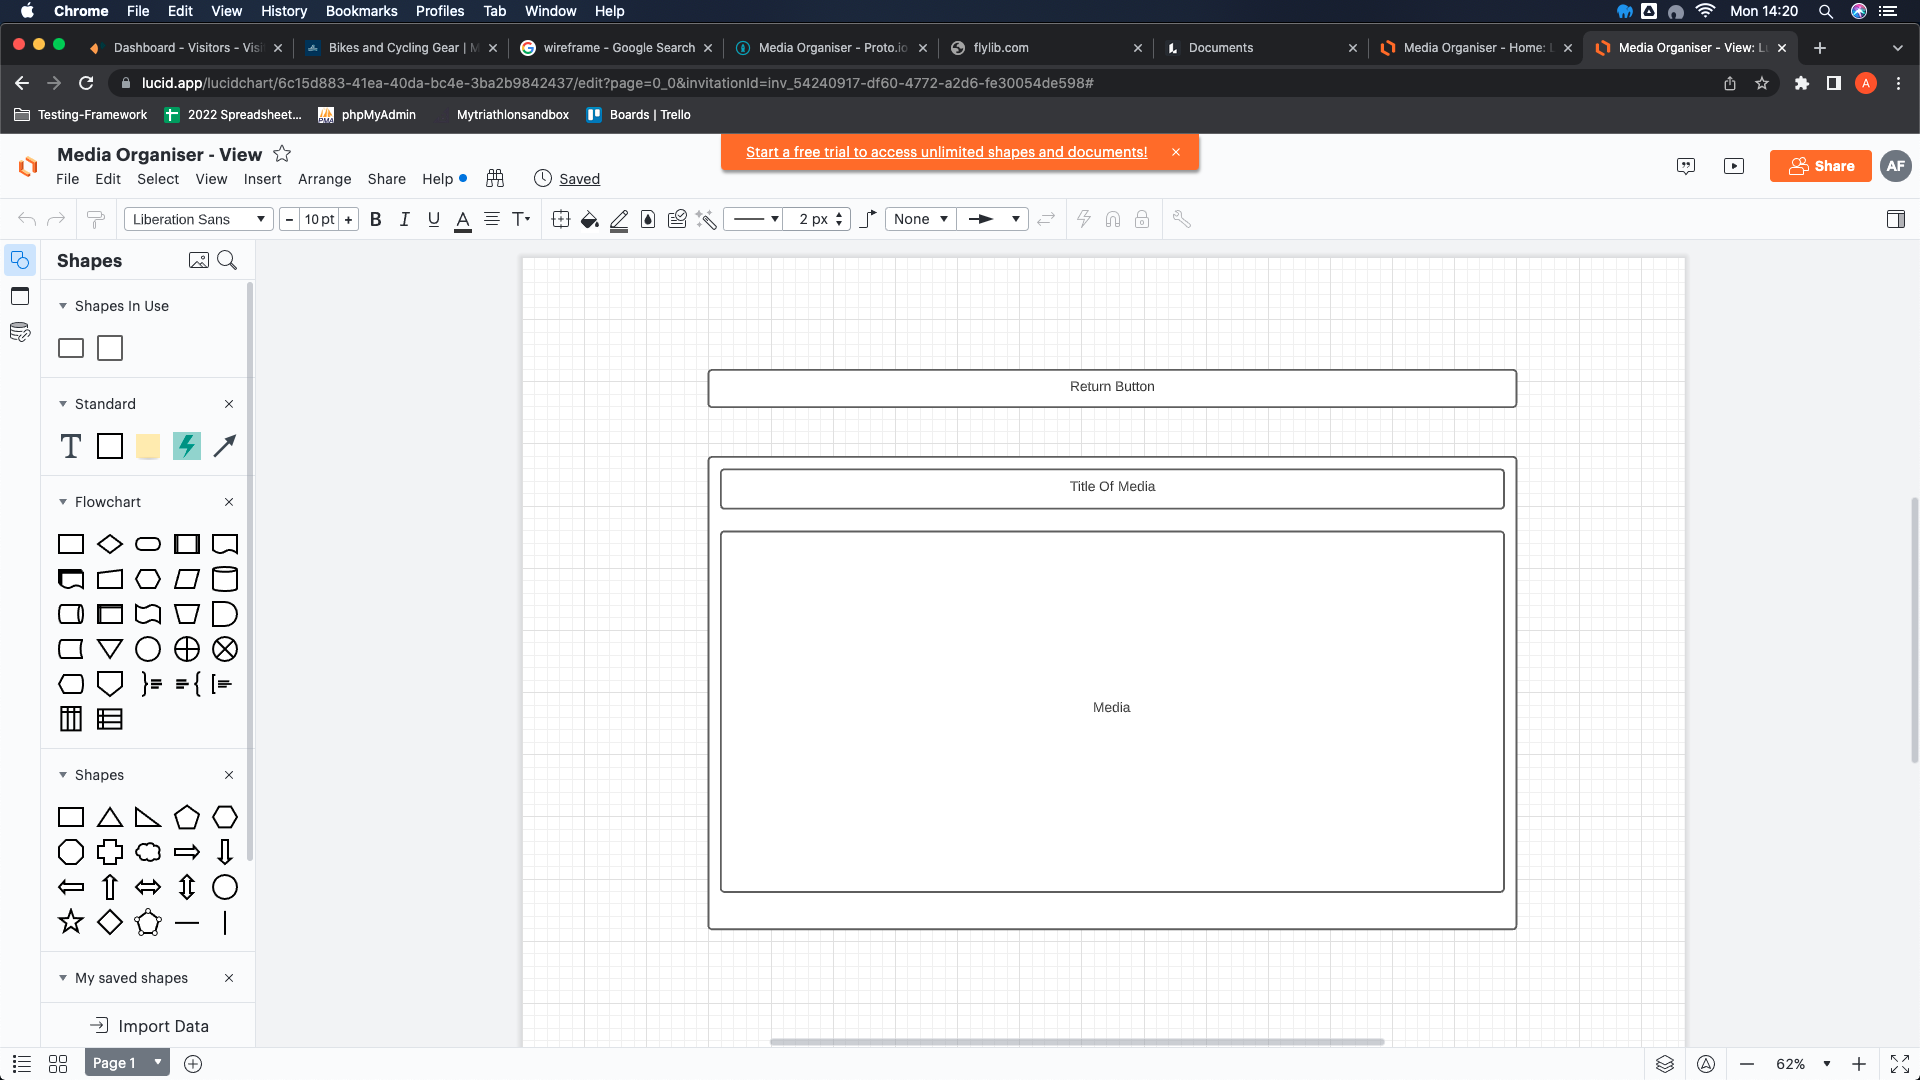 Chrome File Edit View History Bookmarks Profiles Tab Window Help Mon 14:20
Dashboard - Visitors - Visi Bikes and Cycling Gear | M wireframe - Google Search Media Organiser - Proto.io flylib.com Documents Media Organiser - Home: L Media Organiser - View: Lu
lucid.app/lucidchart/6c15d883-41ea-40da-bc4e-3ba2b9842437/edit?page=0_0&invitationId=inv_54240917-df60-4772-a2d6-fe30054de598# A
Testing-Framework 2022 Spreadsheet... phpMyAdmin Mytriathlonsandbox Boards | Trello
Media Organiser - View
Start a free trial to access unlimited shapes and documents!
Share AF
File Edit Select View Insert Arrange Share Help Saved
Liberation Sans 10 pt B I U A T 2 px None
Shapes
Shapes In Use
Standard
T
Flowchart
Shapes
My saved shapes
Import Data
Return Button
Title Of Media
Media
Page 1 62%